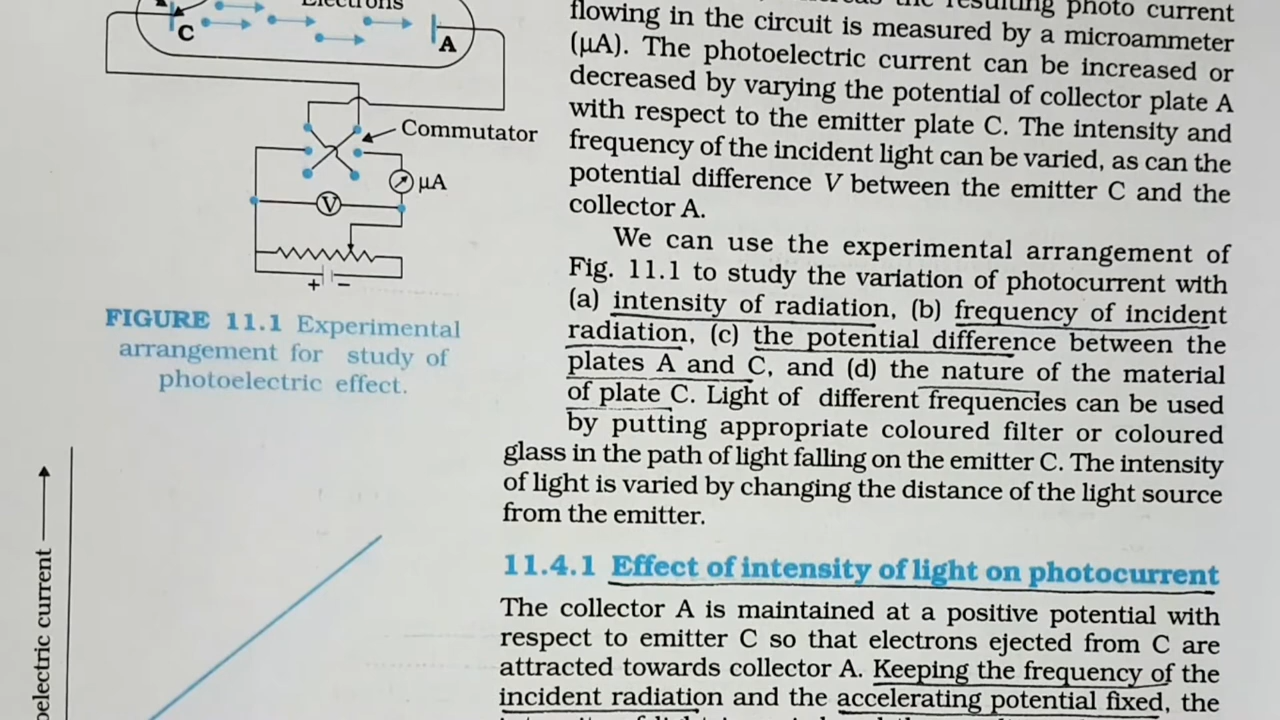 Electrons
C
A
Commutator
μA
V
+ −
FIGURE 11.1 Experimental
arrangement for study of
photoelectric effect.
electric current
resulting photo current
flowing in the circuit is measured by a microammeter
(μA). The photoelectric current can be increased or
decreased by varying the potential of collector plate A
with respect to the emitter plate C. The intensity and
frequency of the incident light can be varied, as can the
potential difference V between the emitter C and the
collector A.
We can use the experimental arrangement of
Fig. 11.1 to study the variation of photocurrent with
(a) intensity of radiation, (b) frequency of incident
radiation, (c) the potential difference between the
plates A and C, and (d) the nature of the material
of plate C. Light of different frequencies can be used
by putting appropriate coloured filter or coloured
glass in the path of light falling on the emitter C. The intensity
of light is varied by changing the distance of the light source
from the emitter.
11.4.1 Effect of intensity of light on photocurrent
The collector A is maintained at a positive potential with
respect to emitter C so that electrons ejected from C are
attracted towards collector A. Keeping the frequency of the
incident radiation and the accelerating potential fixed, the